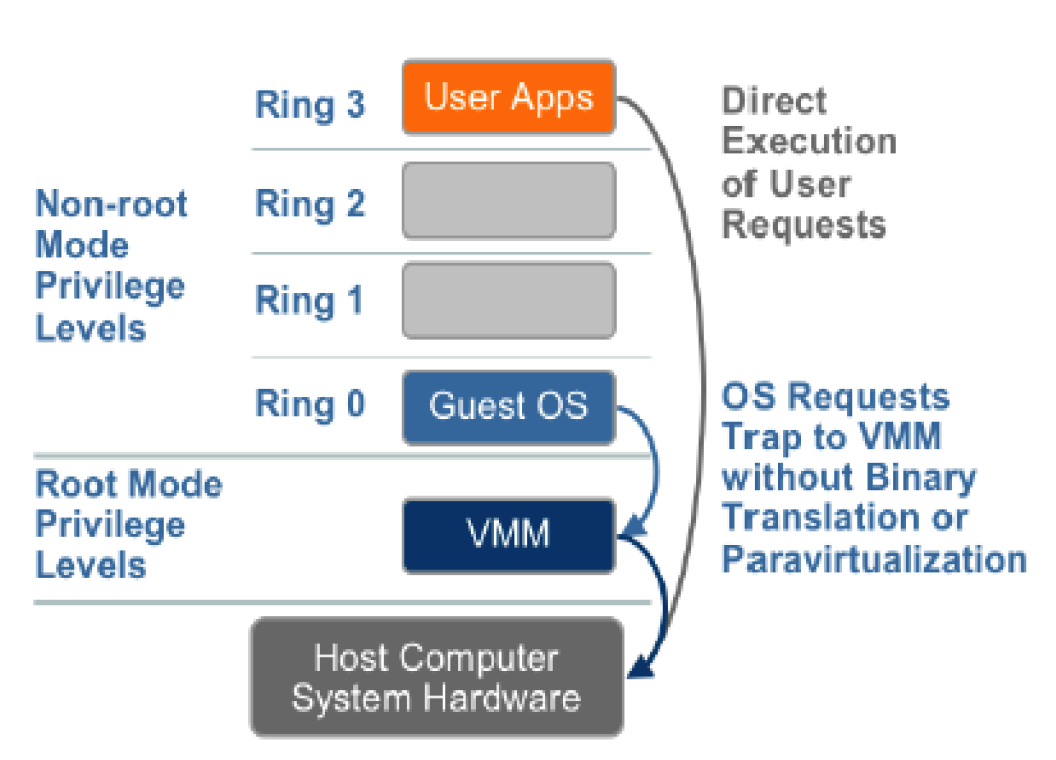 Ring 3
User Apps
Direct
Execution
of User
Requests
Non-root
Mode
Privilege
Levels
Ring 2
Ring 1
Ring 0
Guest OS
OS Requests
Trap to VMM
without Binary
Translation or
Paravirtualization
Root Mode
Privilege
Levels
VMM
Host Computer
System Hardware